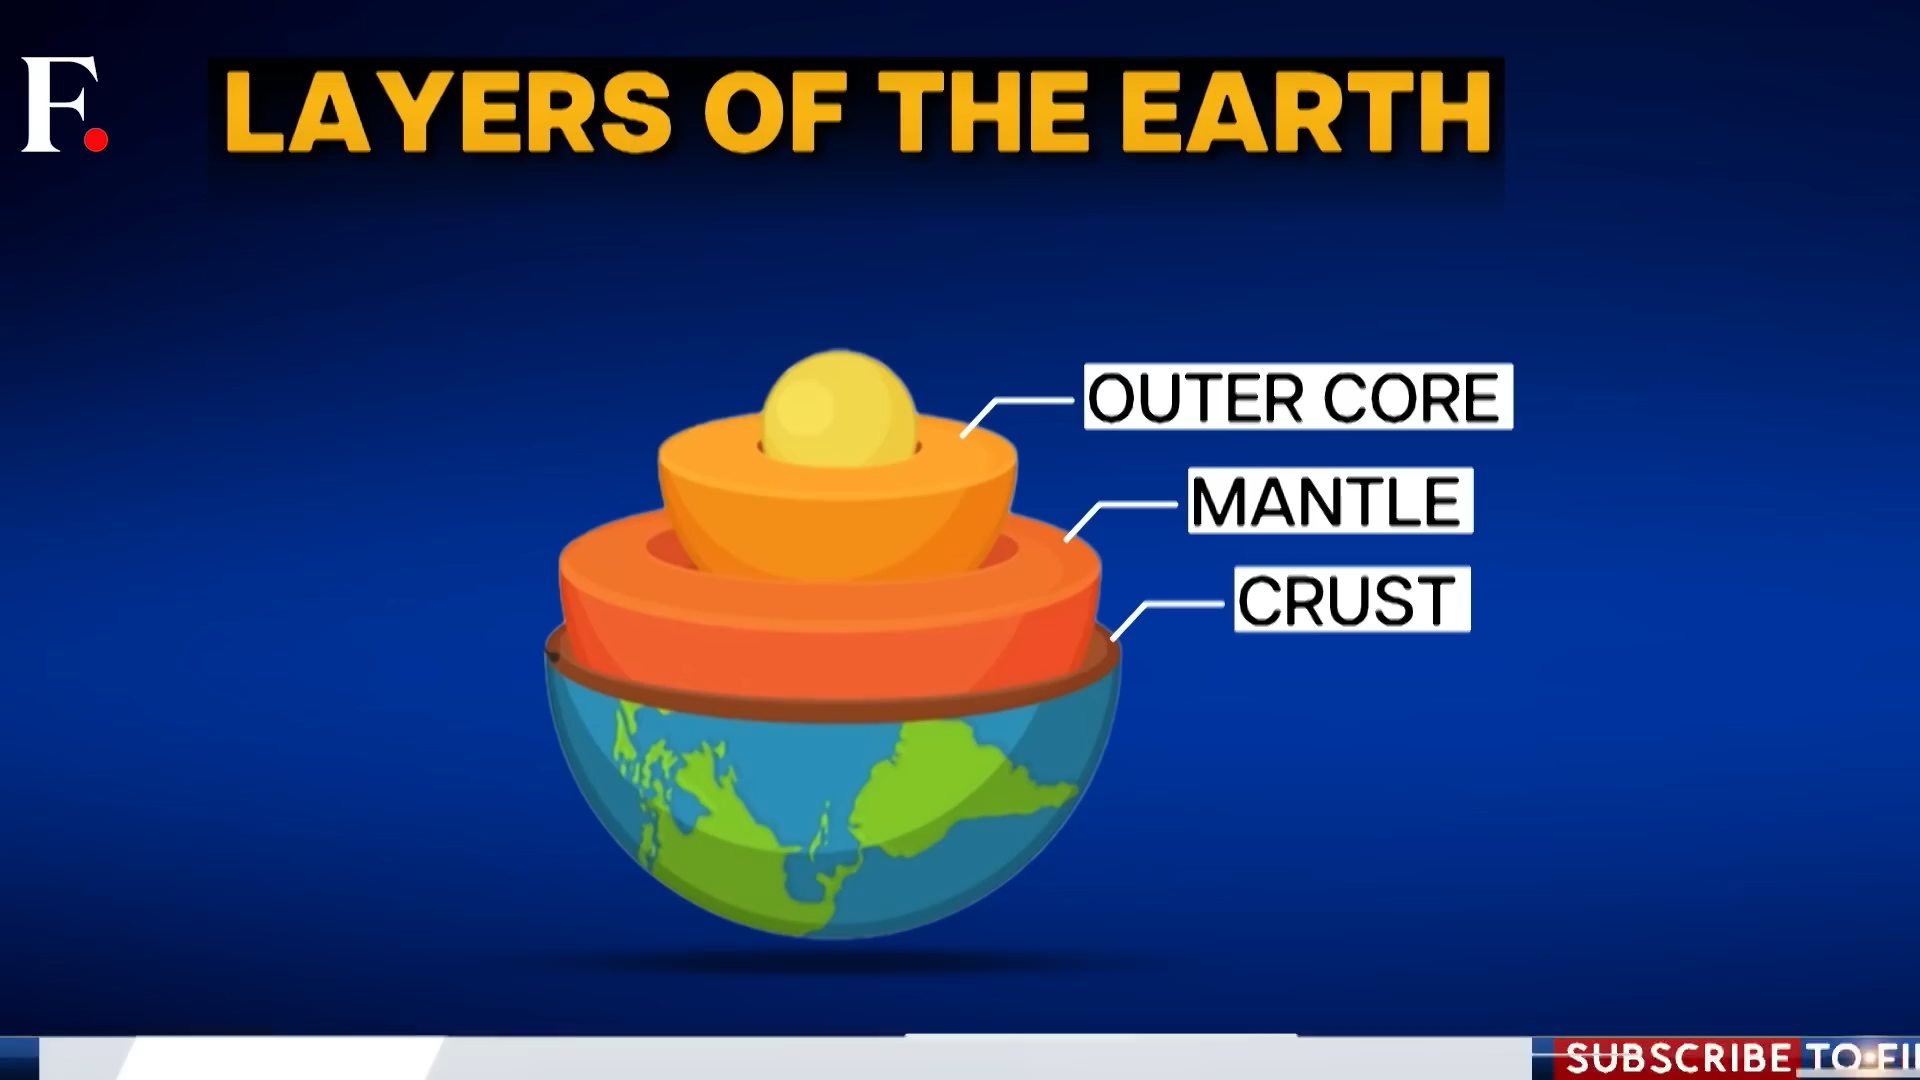 F.
LAYERS OF THE EARTH
OUTER CORE
MANTLE
CRUST
SUBSCRIBE TO